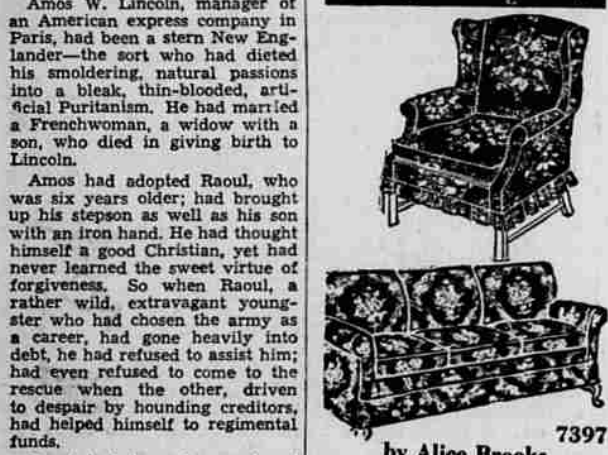 Amos W. Lincoln, manager of
an American express company in
Paris, had been a stern New Eng-
lander—the sort who had dieted
his smoldering, natural passions
into a bleak, thin-blooded, arti-
ficial Puritanism. He had married
a Frenchwoman, a widow with a
son, who died in giving birth to
Lincoln.
Amos had adopted Raoul, who
was six years older; had brought
up his stepson as well as his son
with an iron hand. He had thought
himself a good Christian, yet had
never learned the sweet virtue of
forgiveness. So when Raoul, a
rather wild, extravagant young-
ster who had chosen the army as
a career, had gone heavily into
debt, he had refused to assist him;
had even refused to come to the
rescue when the other, driven
to despair by hounding creditors,
had helped himself to regimental
funds.
7397
by Alice Brooks